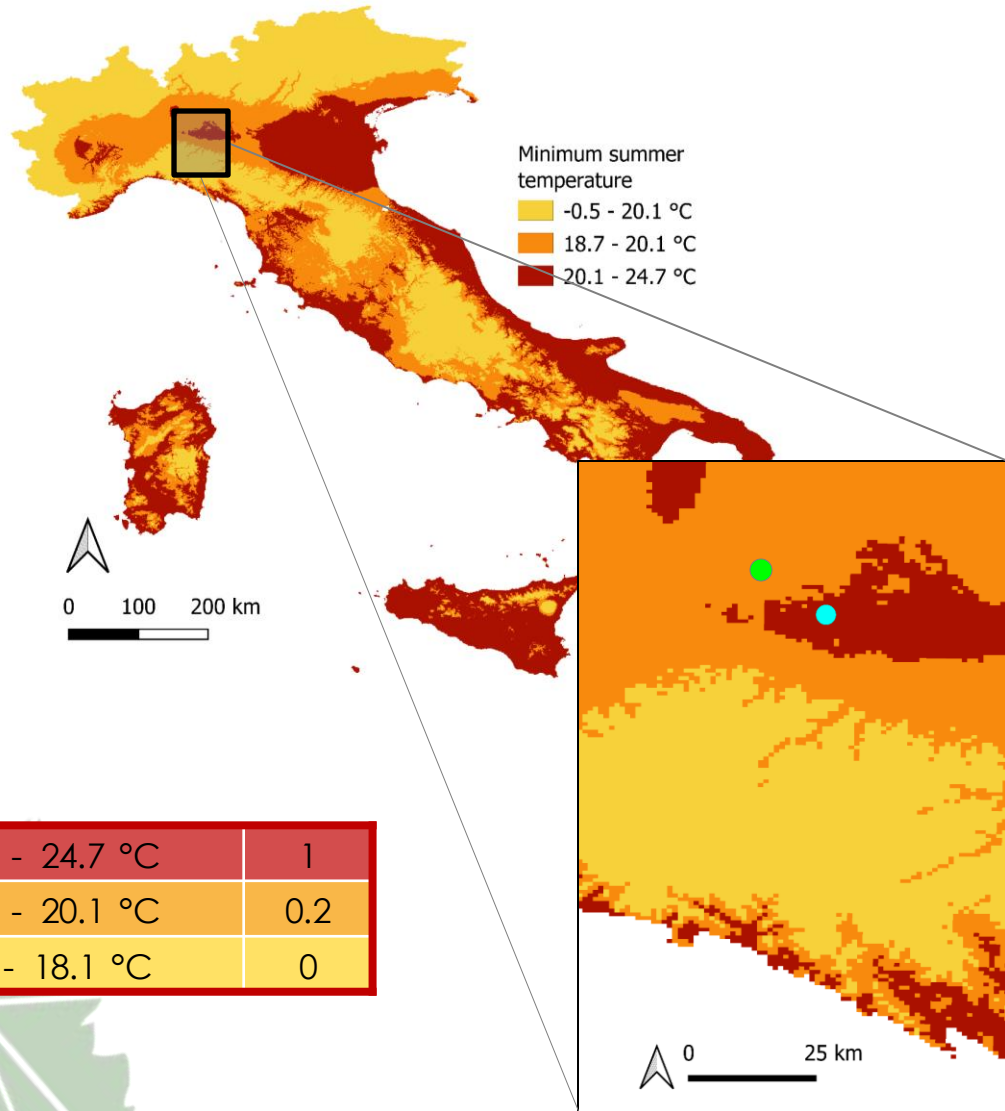 Minimum summer
temperature
-0.5 - 20.1 °C
18.7 - 20.1 °C
20.1 - 24.7 °C
0 100 200 km
- 24.7 °C 1
- 20.1 °C 0.2
- 18.1 °C 0
0 25 km